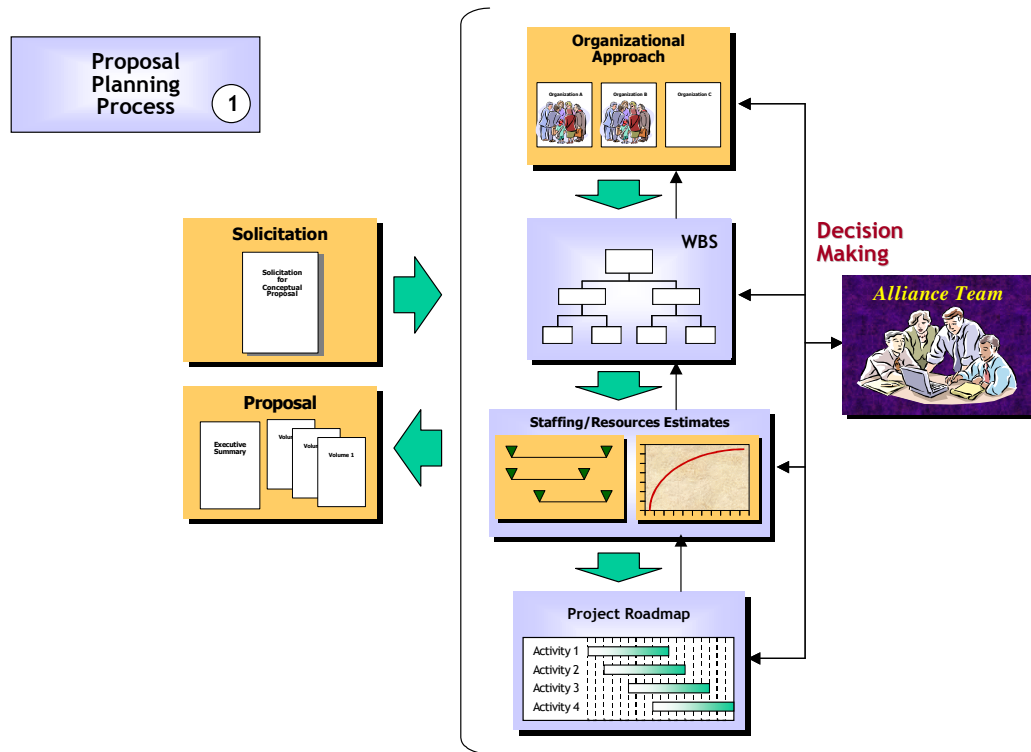 Proposal
Planning
Process
1
Organizational
Approach
Organization A
Organization B
Organization C
Solicitation
Solicitation
for
Conceptual
Proposal
WBS
Decision
Making
Alliance Team
Proposal
Executive
Summary
Volume 1
Staffing/Resources Estimates
Project Roadmap
Activity 1
Activity 2
Activity 3
Activity 4